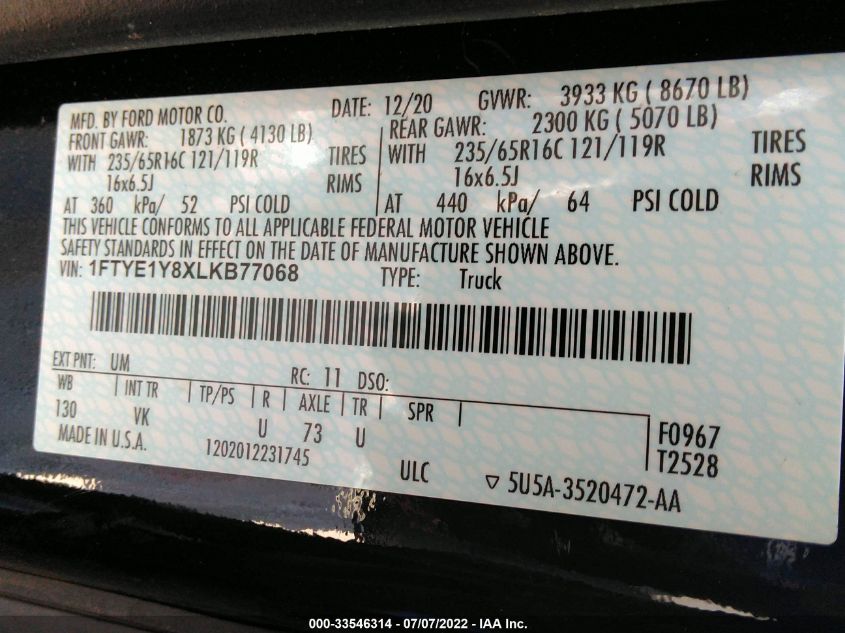 MFD. BY FORD MOTOR CO. DATE: 12/20 GVWR: 3933 KG ( 8670 LB)
FRONT GAWR: 1873 KG ( 4130 LB) REAR GAWR: 2300 KG ( 5070 LB)
WITH 235/65R16C 121/119R TIRES WITH 235/65R16C 121/119R TIRES
16x6.5J RIMS 16x6.5J RIMS
AT 360 kPa/ 52 PSI COLD AT 440 kPa/ 64 PSI COLD
THIS VEHICLE CONFORMS TO ALL APPLICABLE FEDERAL MOTOR VEHICLE
SAFETY STANDARDS IN EFFECT ON THE DATE OF MANUFACTURE SHOWN ABOVE.
VIN: 1FTYE1Y8XLKB77068 TYPE: Truck
EXT PNT: UM RC: 11 DSO:
WB INT TR TP/PS R AXLE TR SPR
130 VK U 73 U F0967
MADE IN U.S.A. 1202012231745 T2528
ULC 5U5A-3520472-AA
000-33546314 - 07/07/2022 - IAA Inc.